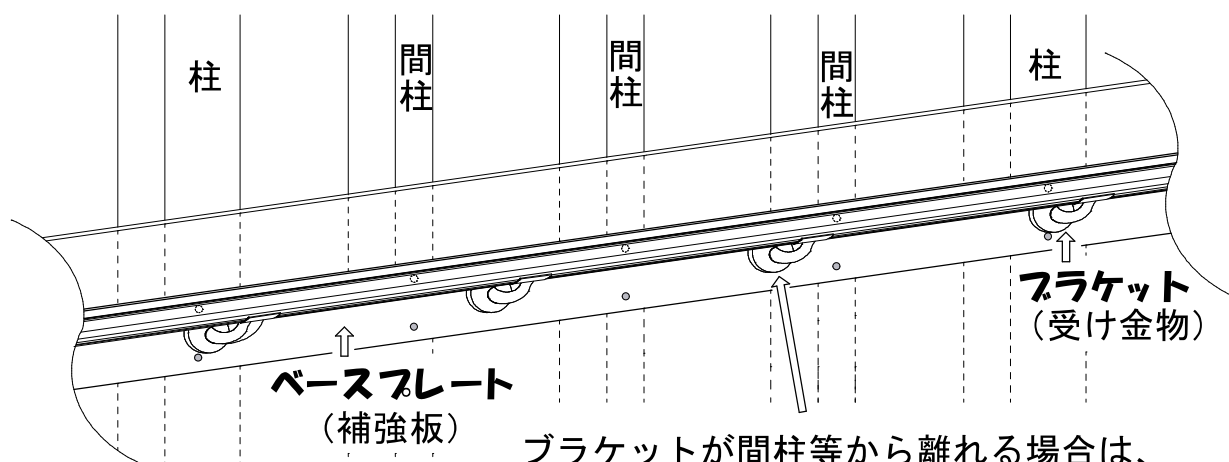 柱
間柱
間柱
間柱
柱
ブラケット
（受け金物）
ベースプレート
（補強板）
ブラケットが間柱等から離れる場合は、